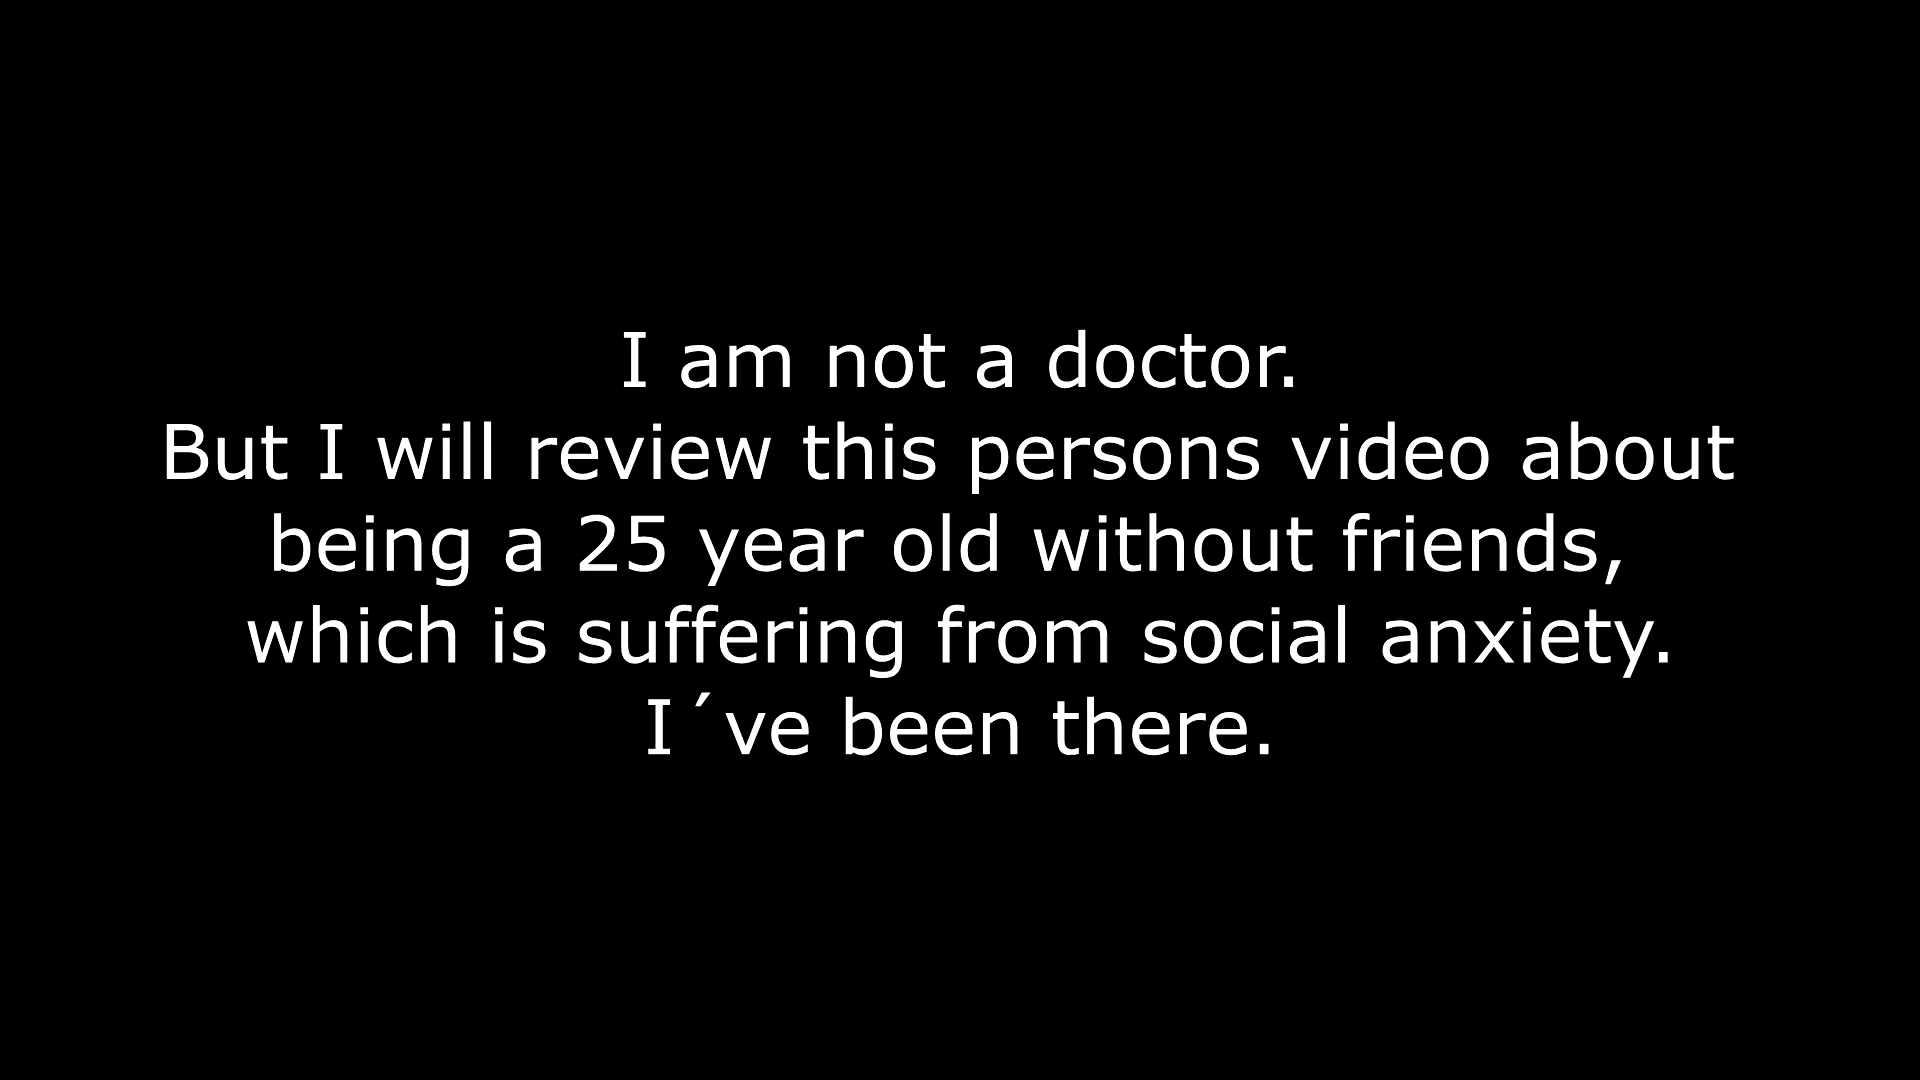 I am not a doctor.
But I will review this persons video about
being a 25 year old without friends,
which is suffering from social anxiety.
I´ve been there.